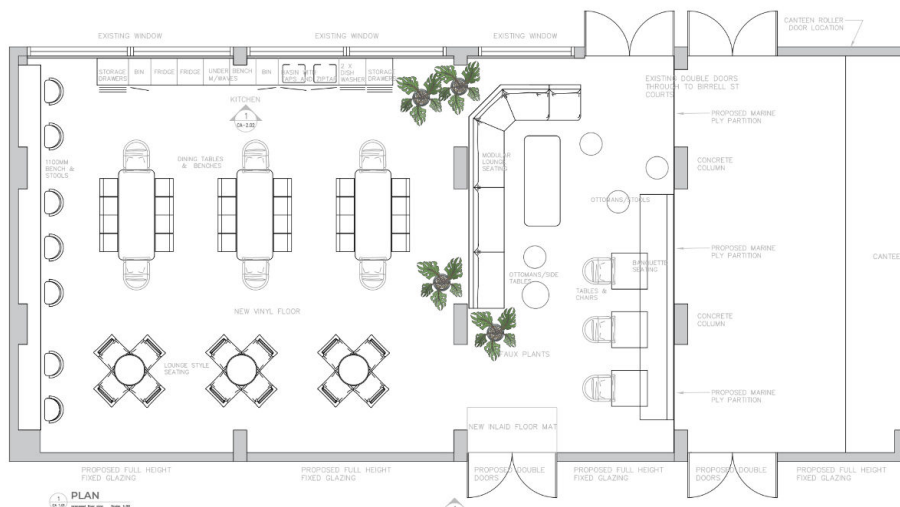 CANTEEN ROLLER
DOOR LOCATION
EXISTING WINDOW
EXISTING WINDOW
EXISTING WINDOW
STORAGE
DRAWERS
BIN
FRIDGE
FRIDGE
UNDER BENCH
M/WAVES
BIN
BASIN WITH
TAPS AND ZIPTAP
2 X
DISH
WASHER
STORAGE
DRAWERS
EXISTING DOUBLE DOORS
THROUGH TO BIRRELL ST
COURTS
KITCHEN
1
PROPOSED MARINE
PLY PARTITION
1100MM
BENCH &
STOOLS
DINING TABLES
& BENCHES
MODULAR
LOUNGE
SEATING
CONCRETE
COLUMN
OTTOMANS/STOOLS
PROPOSED MARINE
PLY PARTITION
CANTEE
BANQUETTE
SEATING
OTTOMANS/SIDE
TABLES
TABLES &
CHAIRS
NEW VINYL FLOOR
CONCRETE
COLUMN
FAUX PLANTS
LOUNGE STYLE
SEATING
PROPOSED MARINE
PLY PARTITION
NEW INLAID FLOOR MAT
PROPOSED FULL HEIGHT
FIXED GLAZING
PROPOSED FULL HEIGHT
FIXED GLAZING
PROPOSED DOUBLE
DOORS
PROPOSED FULL HEIGHT
FIXED GLAZING
PROPOSED DOUBLE
DOORS
PROPOSED FULL HEIGHT
FIXED GLAZING
1
PLAN